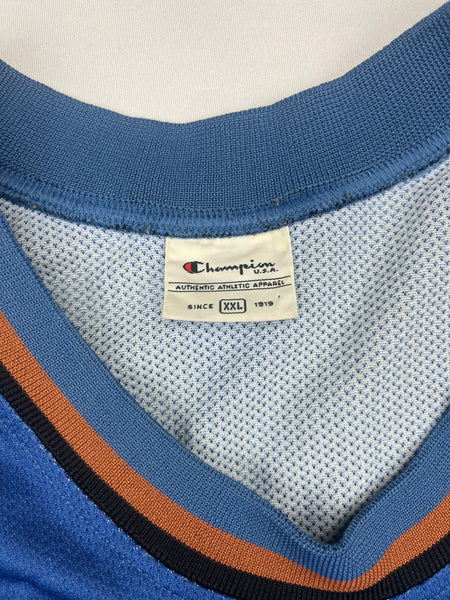 Champion
U.S.A.
AUTHENTIC ATHLETIC APPAREL
SINCE XXL 1919